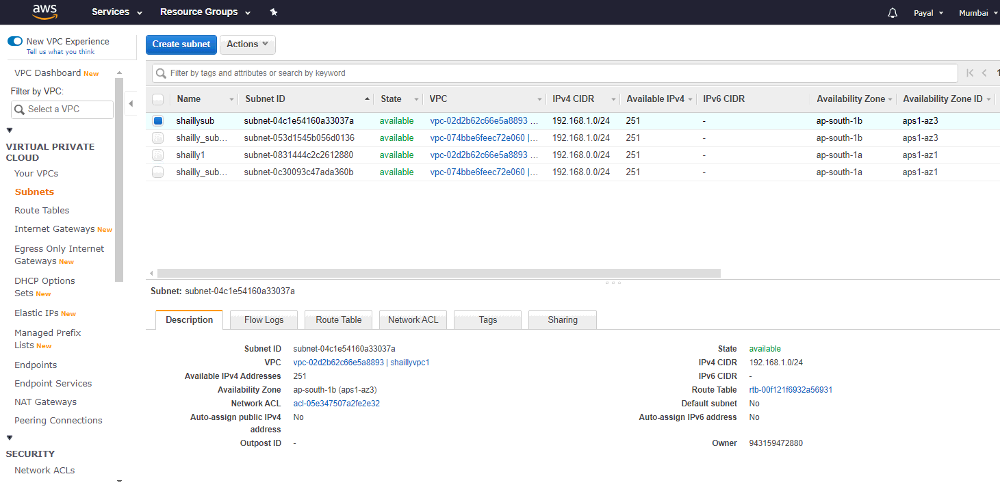 aws Services Resource Groups Payal Mumbai
New VPC Experience
Tell us what you think
VPC Dashboard New
Filter by VPC:
Select a VPC
VIRTUAL PRIVATE
CLOUD
Your VPCs
Subnets
Route Tables
Internet Gateways New
Egress Only Internet
Gateways New
DHCP Options
Sets New
Elastic IPs New
Managed Prefix
Lists New
Endpoints
Endpoint Services
NAT Gateways
Peering Connections
SECURITY
Network ACLs
Create subnet Actions
Filter by tags and attributes or search by keyword
Name Subnet ID State VPC IPv4 CIDR Available IPv4 IPv6 CIDR Availability Zone Availability Zone ID
shaillysub subnet-04c1e54160a33037a available vpc-02d2b62c66e5a8893 ... 192.168.1.0/24 251 - ap-south-1b aps1-az3
shailly_sub... subnet-053d1545b056d0136 available vpc-074bbe6feec72e060 |... 192.168.1.0/24 251 - ap-south-1b aps1-az3
shailly1 subnet-0831444c2c2612880 available vpc-02d2b62c66e5a8893 ... 192.168.0.0/24 251 - ap-south-1a aps1-az1
shailly_sub... subnet-0c30093c47ada360b available vpc-074bbe6feec72e060 |... 192.168.0.0/24 251 - ap-south-1a aps1-az1
Subnet: subnet-04c1e54160a33037a
Description Flow Logs Route Table Network ACL Tags Sharing
Subnet ID subnet-04c1e54160a33037a State available
VPC vpc-02d2b62c66e5a8893 | shaillyvpc1 IPv4 CIDR 192.168.1.0/24
Available IPv4 Addresses 251 IPv6 CIDR -
Availability Zone ap-south-1b (aps1-az3) Route Table rtb-00f121f6932a56931
Network ACL acl-05e347507a2fe2e32 Default subnet No
Auto-assign public IPv4 No Auto-assign IPv6 address No
address
Outpost ID - Owner 943159472880